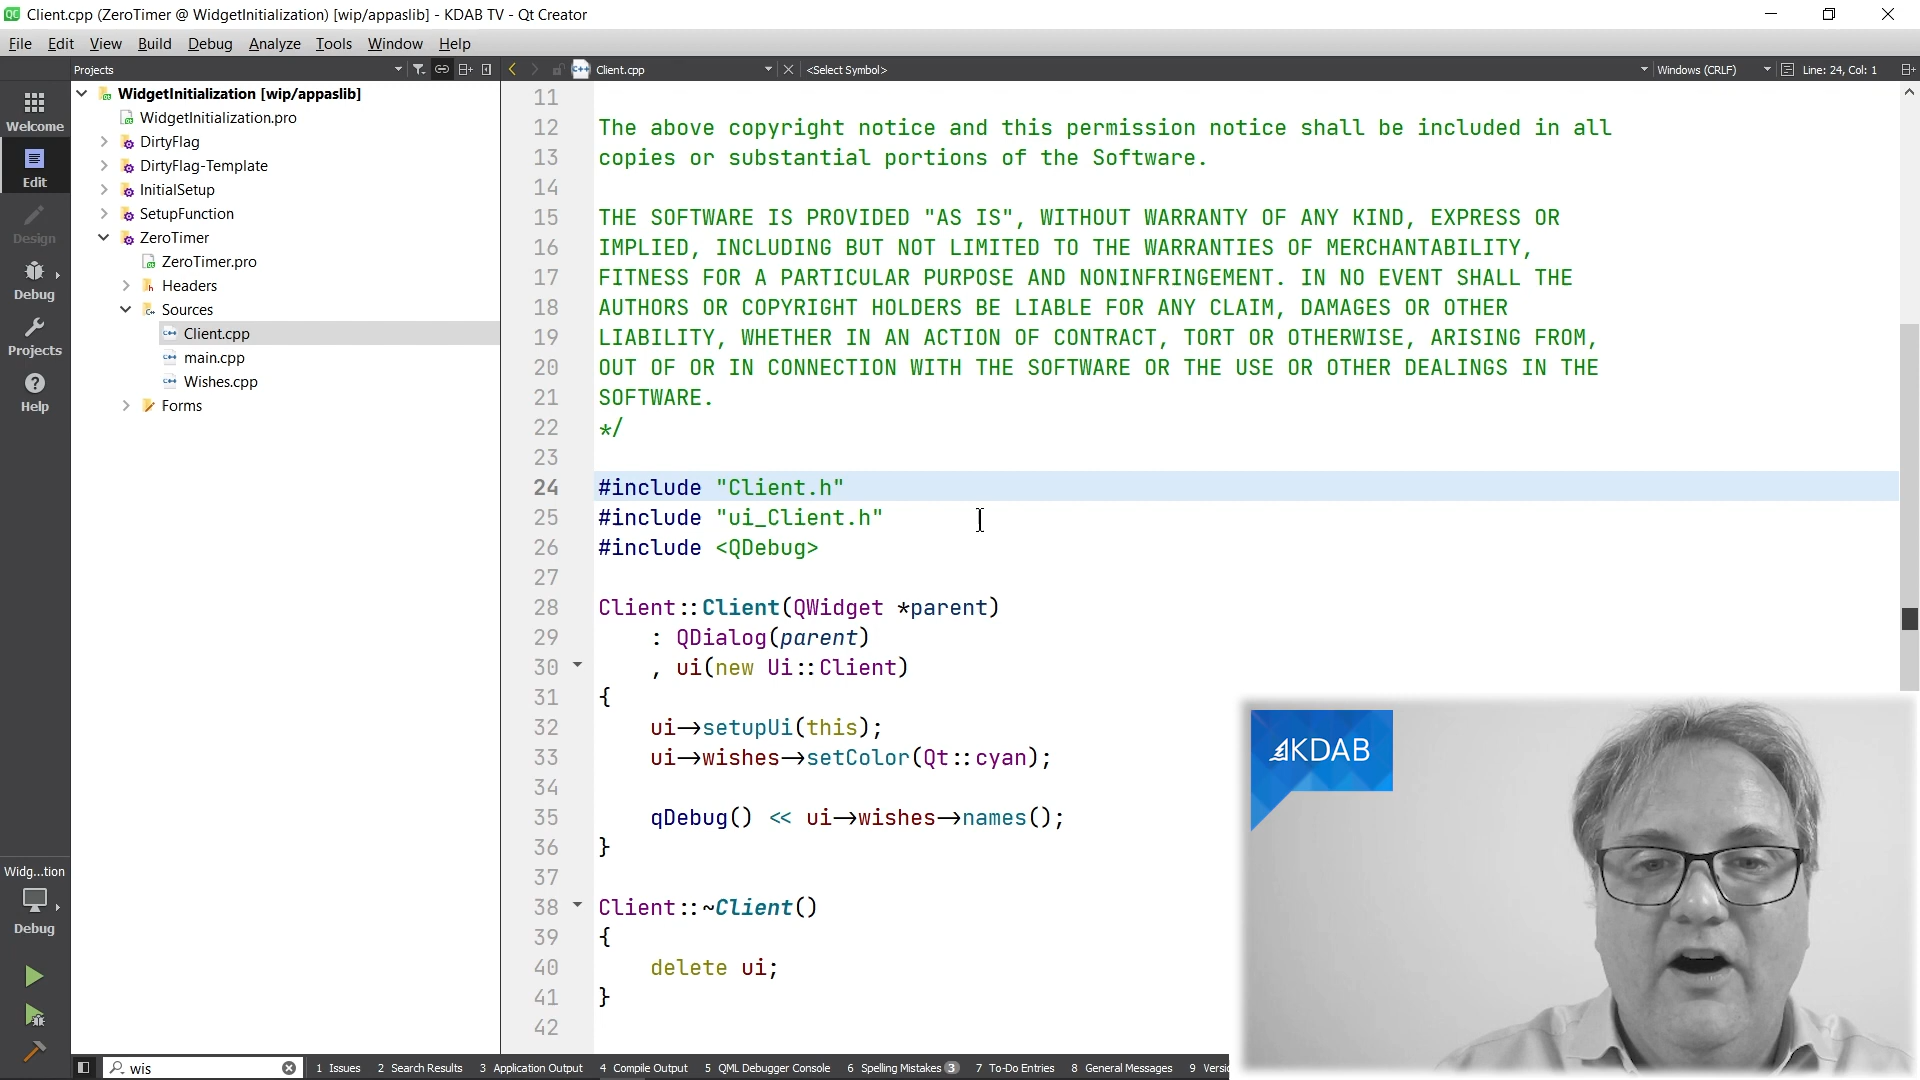 Client.cpp (ZeroTimer @ WidgetInitialization) [wip/appaslib] - KDAB TV - Qt Creator
File Edit View Build Debug Analyze Tools Window Help
Projects
Client.cpp
<Select Symbol>
Windows (CRLF)
Line: 24, Col: 1
Welcome
Edit
Design
Debug
Projects
Help
WidgetInitialization [wip/appaslib]
WidgetInitialization.pro
DirtyFlag
DirtyFlag-Template
InitialSetup
SetupFunction
ZeroTimer
ZeroTimer.pro
Headers
Sources
Client.cpp
main.cpp
Wishes.cpp
Forms
11
12 The above copyright notice and this permission notice shall be included in all
13 copies or substantial portions of the Software.
14
15 THE SOFTWARE IS PROVIDED "AS IS", WITHOUT WARRANTY OF ANY KIND, EXPRESS OR
16 IMPLIED, INCLUDING BUT NOT LIMITED TO THE WARRANTIES OF MERCHANTABILITY,
17 FITNESS FOR A PARTICULAR PURPOSE AND NONINFRINGEMENT. IN NO EVENT SHALL THE
18 AUTHORS OR COPYRIGHT HOLDERS BE LIABLE FOR ANY CLAIM, DAMAGES OR OTHER
19 LIABILITY, WHETHER IN AN ACTION OF CONTRACT, TORT OR OTHERWISE, ARISING FROM,
20 OUT OF OR IN CONNECTION WITH THE SOFTWARE OR THE USE OR OTHER DEALINGS IN THE
21 SOFTWARE.
22 */
23
24 #include "Client.h"
25 #include "ui_Client.h"
26 #include <QDebug>
27
28 Client::Client(QWidget *parent)
29 : QDialog(parent)
30 , ui(new Ui::Client)
31 {
32 ui->setupUi(this);
33 ui->wishes->setColor(Qt::cyan);
34
35 qDebug() << ui->wishes->names();
36 }
37
38 Client::~Client()
39 {
40 delete ui;
41 }
42
KDAB
Widg...tion
Debug
wis
1 Issues 2 Search Results 3 Application Output 4 Compile Output 5 QML Debugger Console 6 Spelling Mistakes 3 7 To-Do Entries 8 General Messages 9